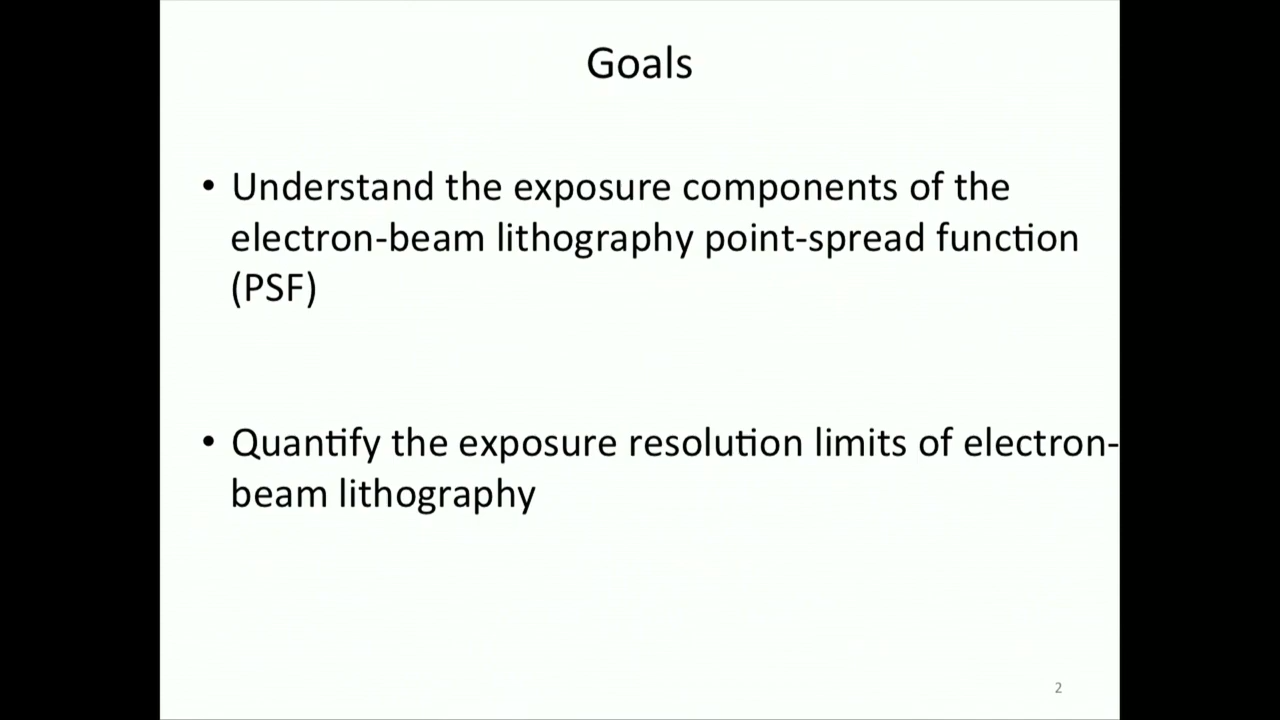 Goals
• Understand the exposure components of the
electron-beam lithography point-spread function
(PSF)
• Quantify the exposure resolution limits of electron-
beam lithography
2